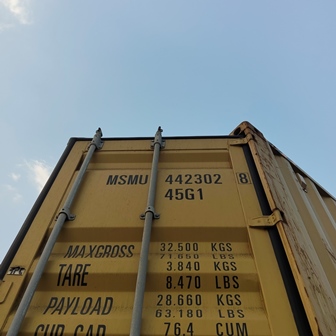 MSMU 442302 8
45G1
MAXGROSS 32.500 KGS
71.650 LBS
TARE 3.840 KGS
8.470 LBS
PAYLOAD 28.660 KGS
63.180 LBS
CUB.CAP. 76.4 CUM